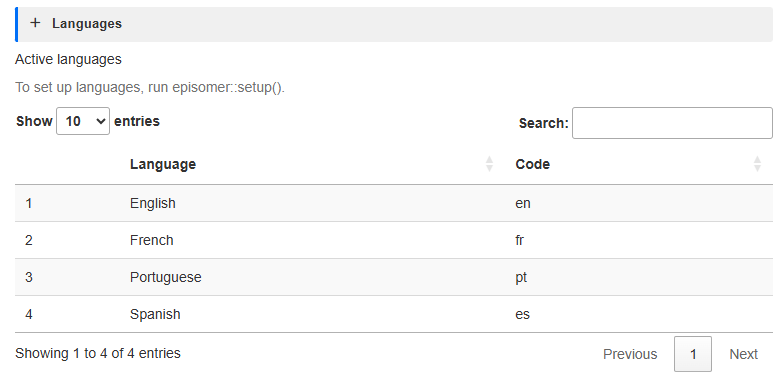 + Languages
Active languages
To set up languages, run episomer::setup().
Show 10 entries Search:
Language Code
1 English en
2 French fr
3 Portuguese pt
4 Spanish es
Showing 1 to 4 of 4 entries Previous 1 Next